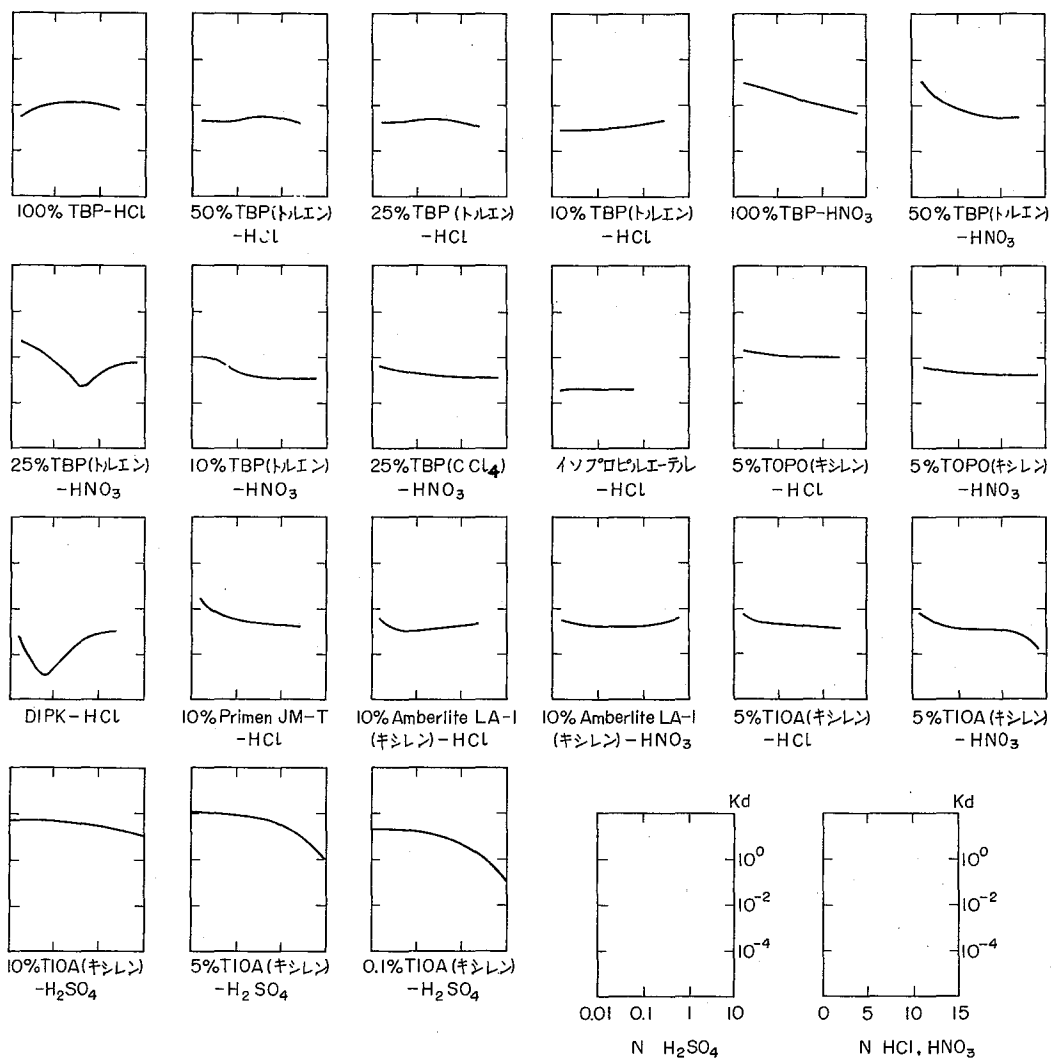 100% TBP-HCl
50% TBP(トルエン)
-HCl
25% TBP (トルエン)
-HCl
10% TBP(トルエン)
-HCl
100% TBP-HNO₃
50% TBP(トルエン)
-HNO₃
25% TBP(トルエン)
-HNO₃
10% TBP(トルエン)
-HNO₃
25% TBP(CCl₄)
-HNO₃
イソプロピルエーテル
-HCl
5% TOPO(キシレン)
-HCl
5% TOPO(キシレン)
-HNO₃
DIPK-HCl
10% Primen JM-T
-HCl
10% Amberlite LA-1
(キシレン)-HCl
10% Amberlite LA-1
(キシレン)-HNO₃
5% TIOA(キシレン)
-HCl
5% TIOA(キシレン)
-HNO₃
10% TIOA(キシレン)
-H₂SO₄
5% TIOA(キシレン)
-H₂SO₄
0.1% TIOA(キシレン)
-H₂SO₄
Kd
10⁰
10⁻²
10⁻⁴
0.01 0.1 1 10
N H₂SO₄
Kd
10⁰
10⁻²
10⁻⁴
0 5 10 15
N HCl, HNO₃